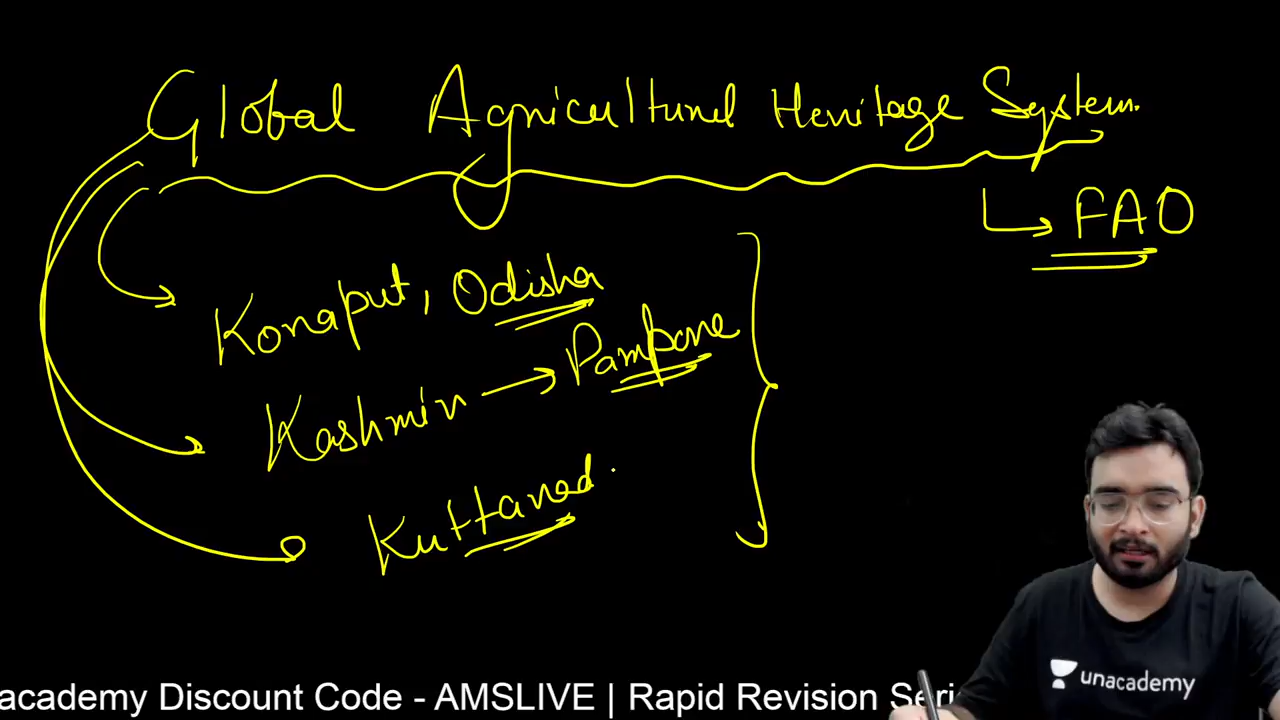 Global Agricultural Heritage System.
↳ FAO
Koraput, Odisha
Kashmir → Pampore
Kuttanad.
unacademy
academy Discount Code - AMSLIVE | Rapid Revision Seri